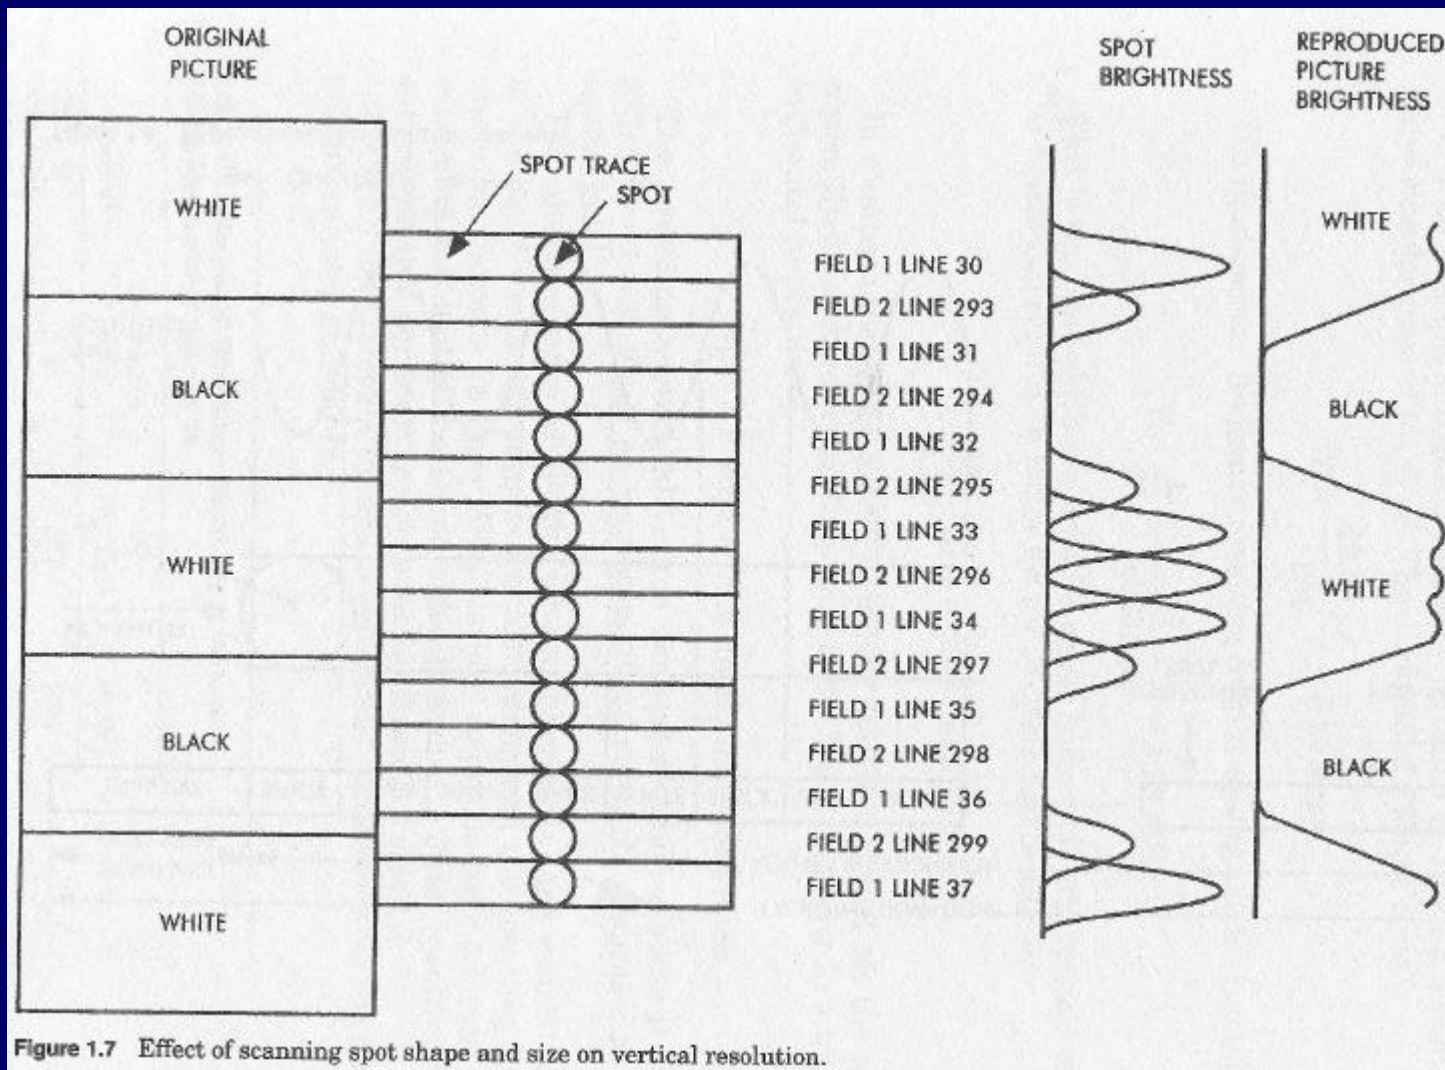 ORIGINAL
PICTURE
SPOT
BRIGHTNESS
REPRODUCED
PICTURE
BRIGHTNESS
WHITE
BLACK
WHITE
BLACK
WHITE
SPOT TRACE
SPOT
FIELD 1 LINE 30
FIELD 2 LINE 293
FIELD 1 LINE 31
FIELD 2 LINE 294
FIELD 1 LINE 32
FIELD 2 LINE 295
FIELD 1 LINE 33
FIELD 2 LINE 296
FIELD 1 LINE 34
FIELD 2 LINE 297
FIELD 1 LINE 35
FIELD 2 LINE 298
FIELD 1 LINE 36
FIELD 2 LINE 299
FIELD 1 LINE 37
WHITE
BLACK
WHITE
BLACK
Figure 1.7 Effect of scanning spot shape and size on vertical resolution.